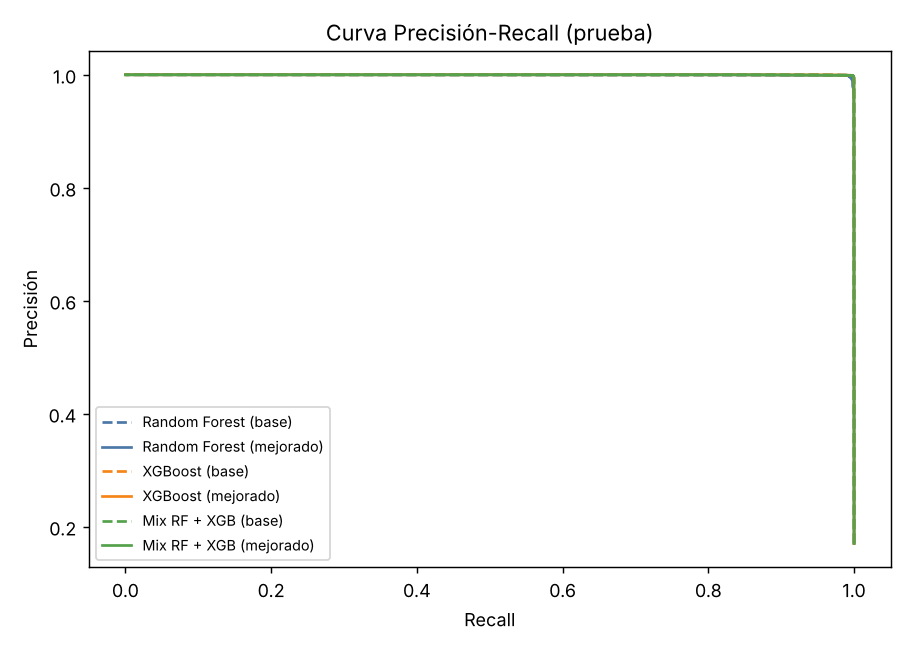 Curva Precisión-Recall (prueba)
1.0
0.8
0.6
0.4
0.2
Precisión
Random Forest (base)
Random Forest (mejorado)
XGBoost (base)
XGBoost (mejorado)
Mix RF + XGB (base)
Mix RF + XGB (mejorado)
0.0 0.2 0.4 0.6 0.8 1.0
Recall